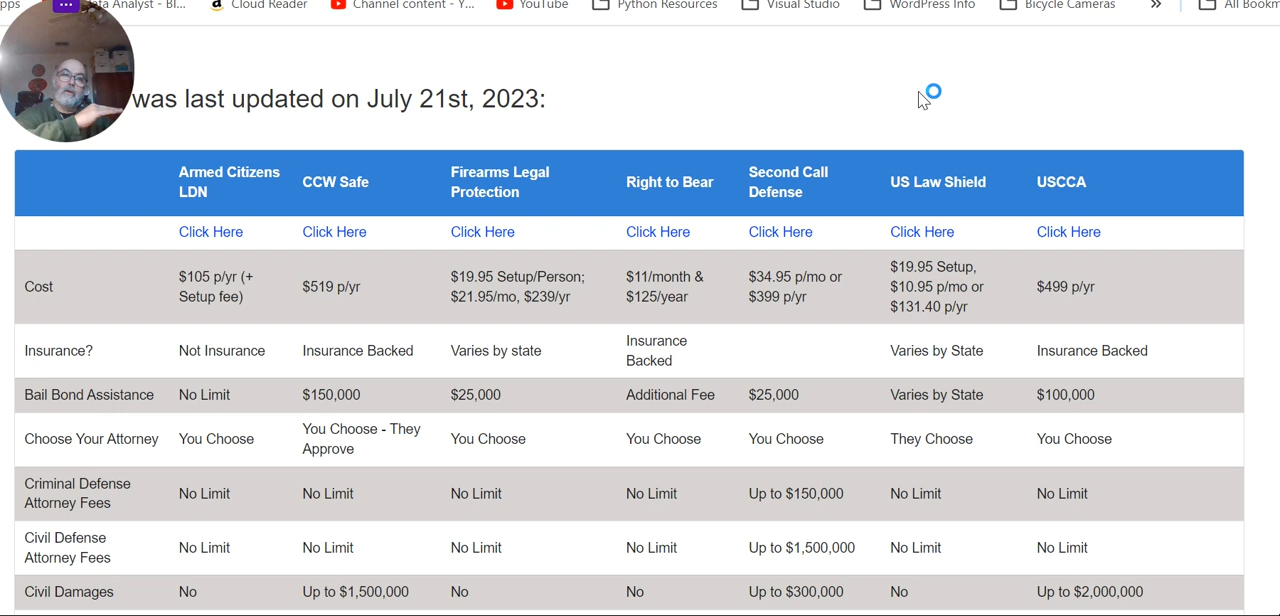 Data Analyst - Bl... Cloud Reader Channel content - Y... YouTube Python Resources Visual Studio WordPress Info Bicycle Cameras » All Bookm
was last updated on July 21st, 2023:
Armed Citizens LDN CCW Safe Firearms Legal Protection Right to Bear Second Call Defense US Law Shield USCCA
Click Here Click Here Click Here Click Here Click Here Click Here Click Here
Cost $105 p/yr (+ Setup fee) $519 p/yr $19.95 Setup/Person; $21.95/mo, $239/yr $11/month & $125/year $34.95 p/mo or $399 p/yr $19.95 Setup, $10.95 p/mo or $131.40 p/yr $499 p/yr
Insurance? Not Insurance Insurance Backed Varies by state Insurance Backed Varies by State Insurance Backed
Bail Bond Assistance No Limit $150,000 $25,000 Additional Fee $25,000 Varies by State $100,000
Choose Your Attorney You Choose You Choose - They Approve You Choose You Choose You Choose They Choose You Choose
Criminal Defense Attorney Fees No Limit No Limit No Limit No Limit Up to $150,000 No Limit No Limit
Civil Defense Attorney Fees No Limit No Limit No Limit No Limit Up to $1,500,000 No Limit No Limit
Civil Damages No Up to $1,500,000 No No Up to $300,000 No Up to $2,000,000